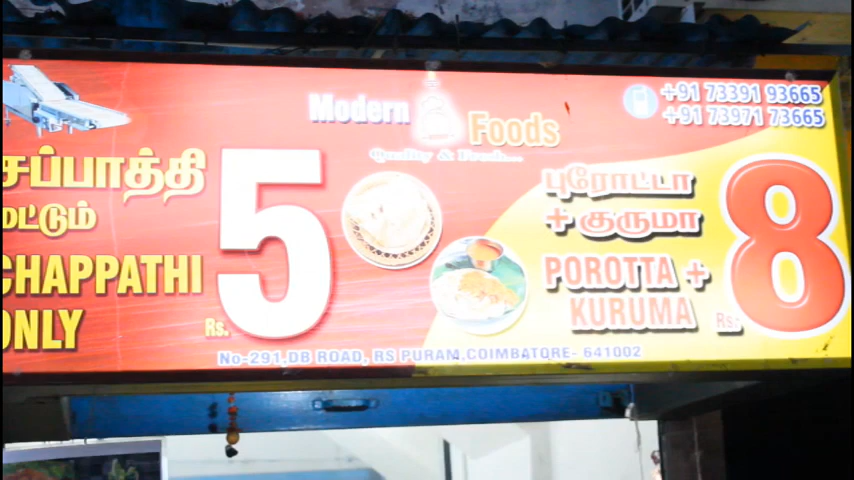 Modern Foods
Quality & Fresh...
+91 73391 93665
+91 73971 73665
சப்பாத்தி
மட்டும்
CHAPPATHI
ONLY
Rs. 5
புரோட்டா
+ குருமா
POROTTA +
KURUMA
Rs. 8
No-291,DB ROAD, RS PURAM,COIMBATORE- 641002